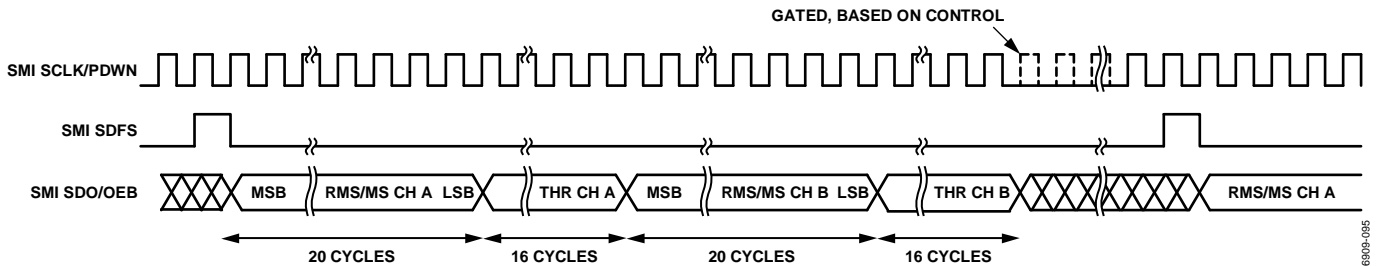 GATED, BASED ON CONTROL
SMI SCLK/PDWN
SMI SDFS
SMI SDO/OEB
MSB
RMS/MS CH A LSB
THR CH A
MSB
RMS/MS CH B LSB
THR CH B
RMS/MS CH A
20 CYCLES
16 CYCLES
20 CYCLES
16 CYCLES
6909-095